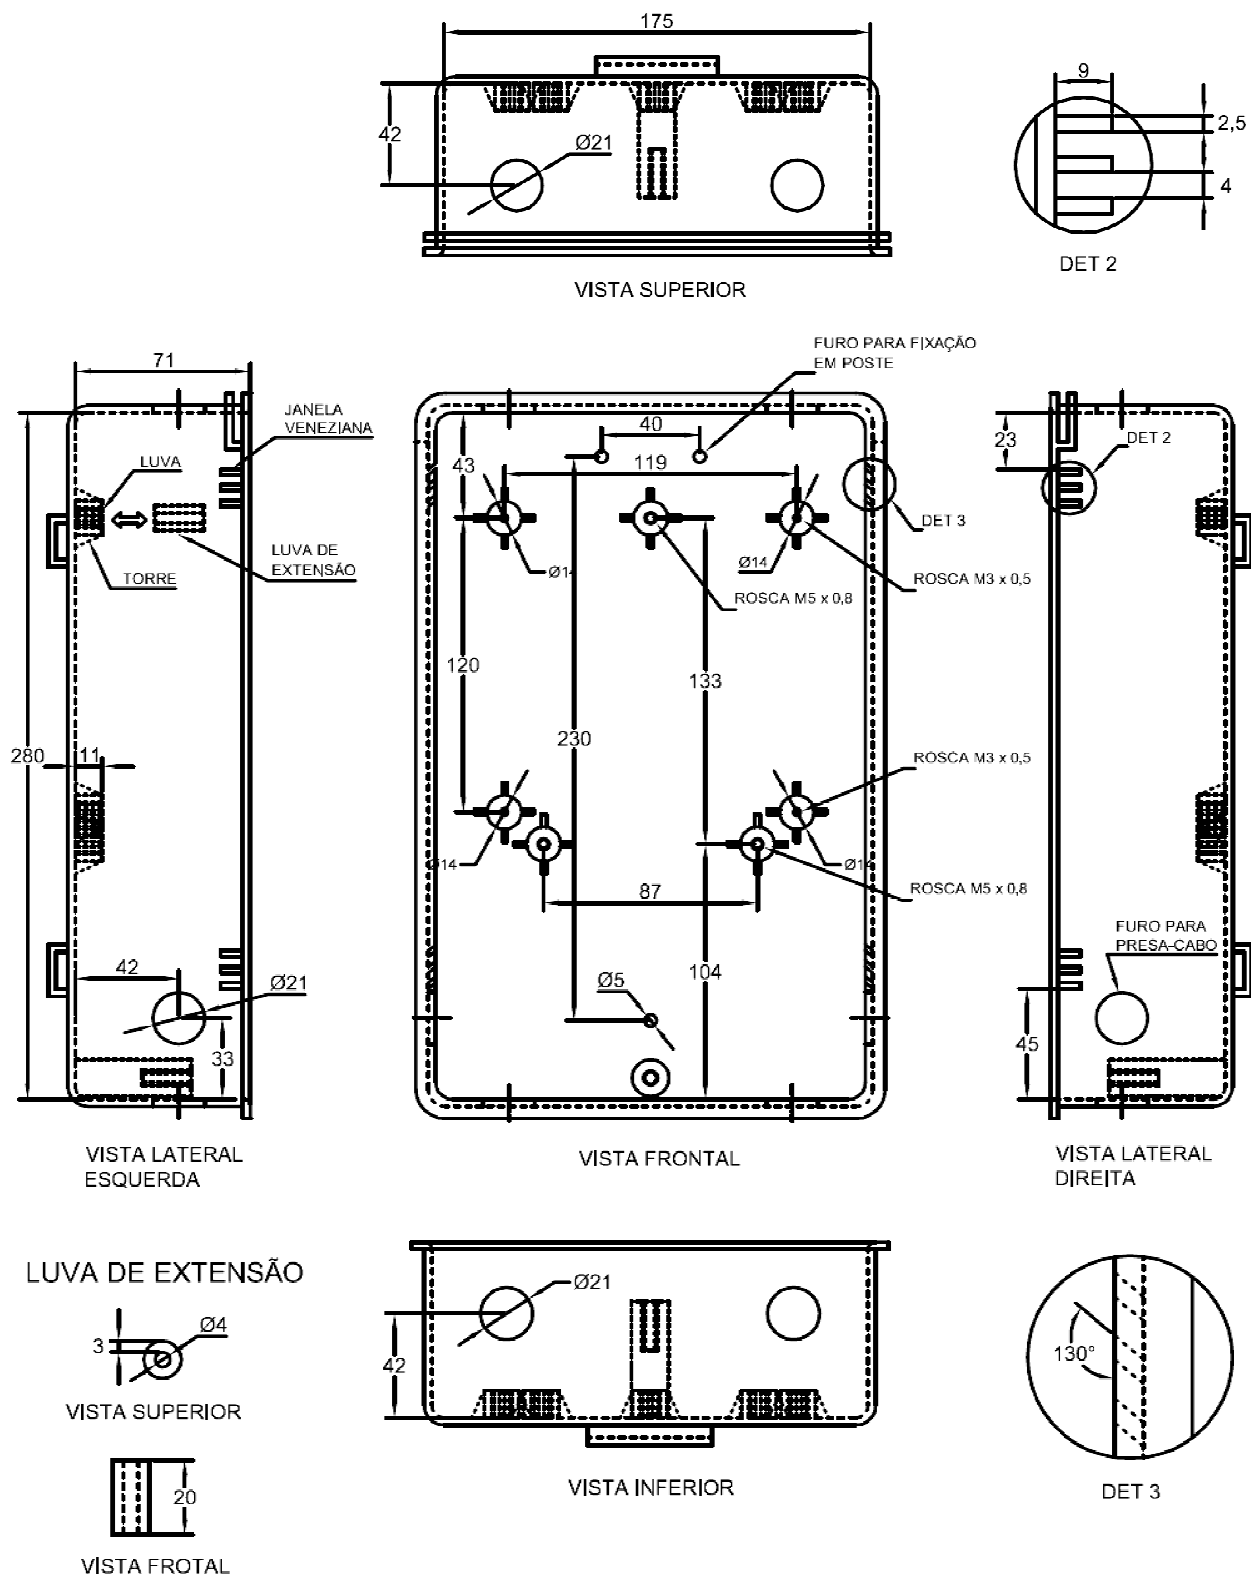 175
42
Ø21
VISTA SUPERIOR
9
2,5
4
DET 2
71
JANELA
VENEZIANA
LUVA
LUVA DE
EXTENSÃO
TORRE
280
11
42
Ø21
33
VISTA LATERAL
ESQUERDA
FURO PARA FIXAÇÃO
EM POSTE
40
43
119
DET 3
Ø14
Ø14
ROSCA M3 x 0,5
ROSCA M5 x 0,8
120
133
230
ROSCA M3 x 0,5
Ø14
Ø14
ROSCA M5 x 0,8
87
104
Ø5
VISTA FRONTAL
23
DET 2
FURO PARA
PRESA-CABO
45
VISTA LATERAL
DIREITA
LUVA DE EXTENSÃO
3
Ø4
VISTA SUPERIOR
20
VISTA FROTAL
Ø21
42
VISTA INFERIOR
130°
DET 3